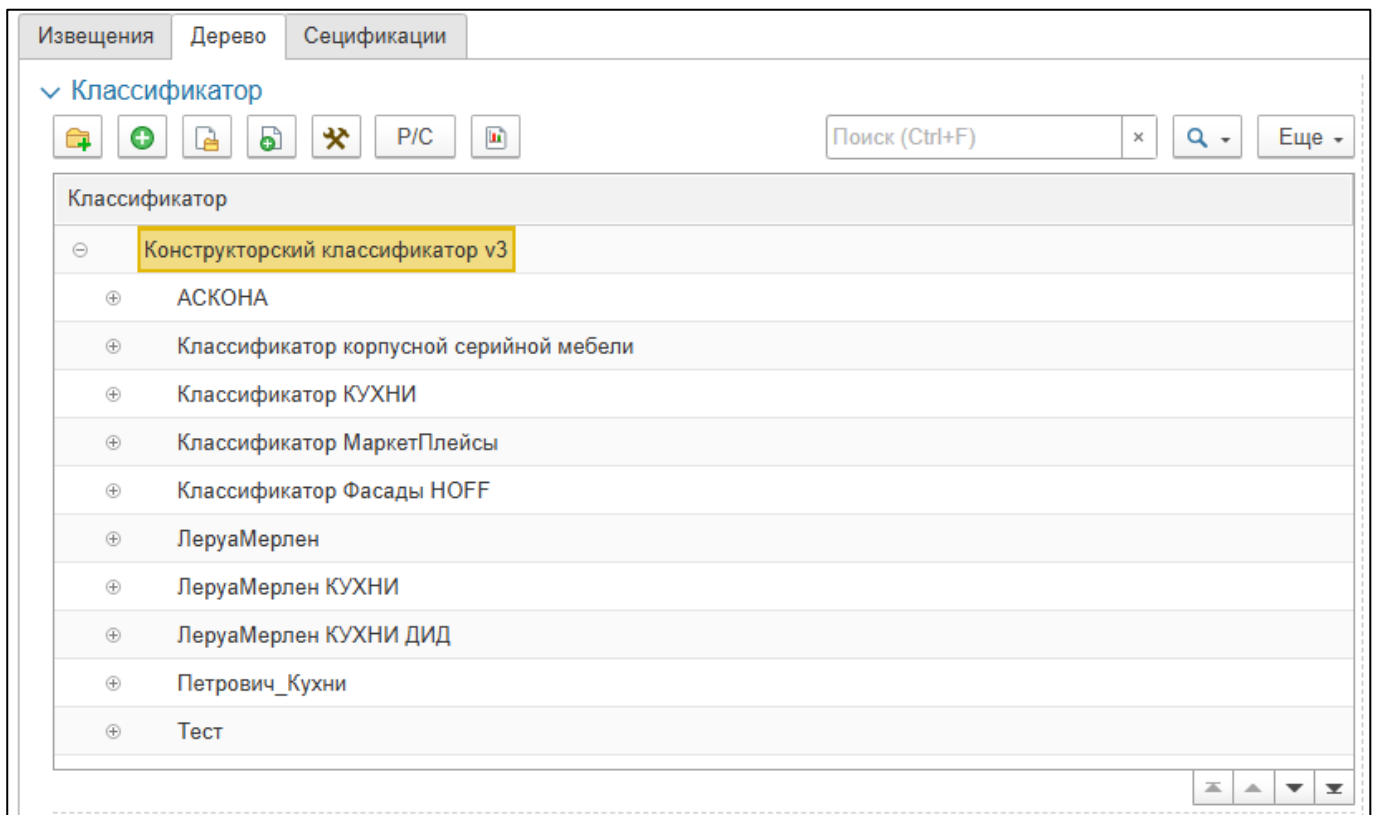 Извещения Дерево Сецификации
Классификатор
Р/С Поиск (Ctrl+F) × Еще
Классификатор
Конструкторский классификатор v3
АСКОНА
Классификатор корпусной серийной мебели
Классификатор КУХНИ
Классификатор МаркетПлейсы
Классификатор Фасады HOFF
ЛеруаМерлен
ЛеруаМерлен КУХНИ
ЛеруаМерлен КУХНИ ДИД
Петрович_Кухни
Тест